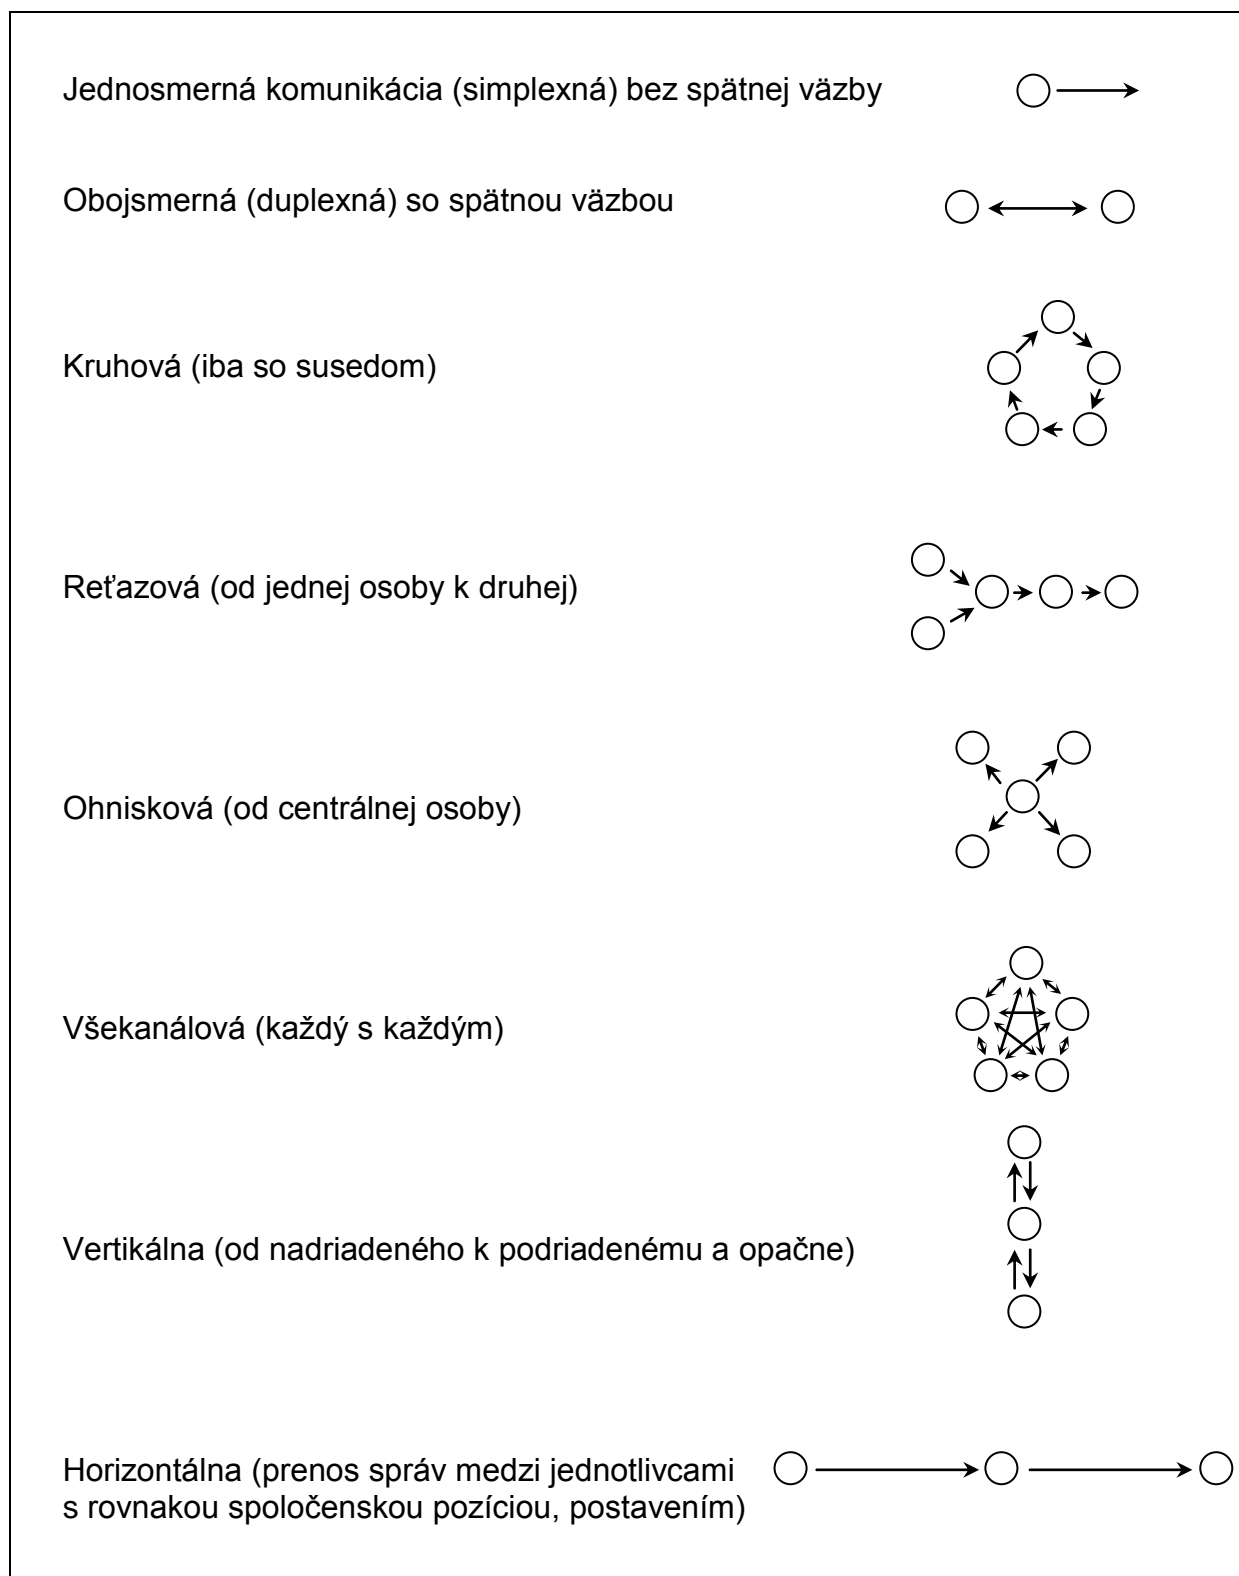 Jednosmerná komunikácia (simplexná) bez spätnej väzby
Obojsmerná (duplexná) so spätnou väzbou
Kruhová (iba so susedom)
Reťazová (od jednej osoby k druhej)
Ohnisková (od centrálnej osoby)
Všekanálová (každý s každým)
Vertikálna (od nadriadeného k podriadenému a opačne)
Horizontálna (prenos správ medzi jednotlivcami
s rovnakou spoločenskou pozíciou, postavením)